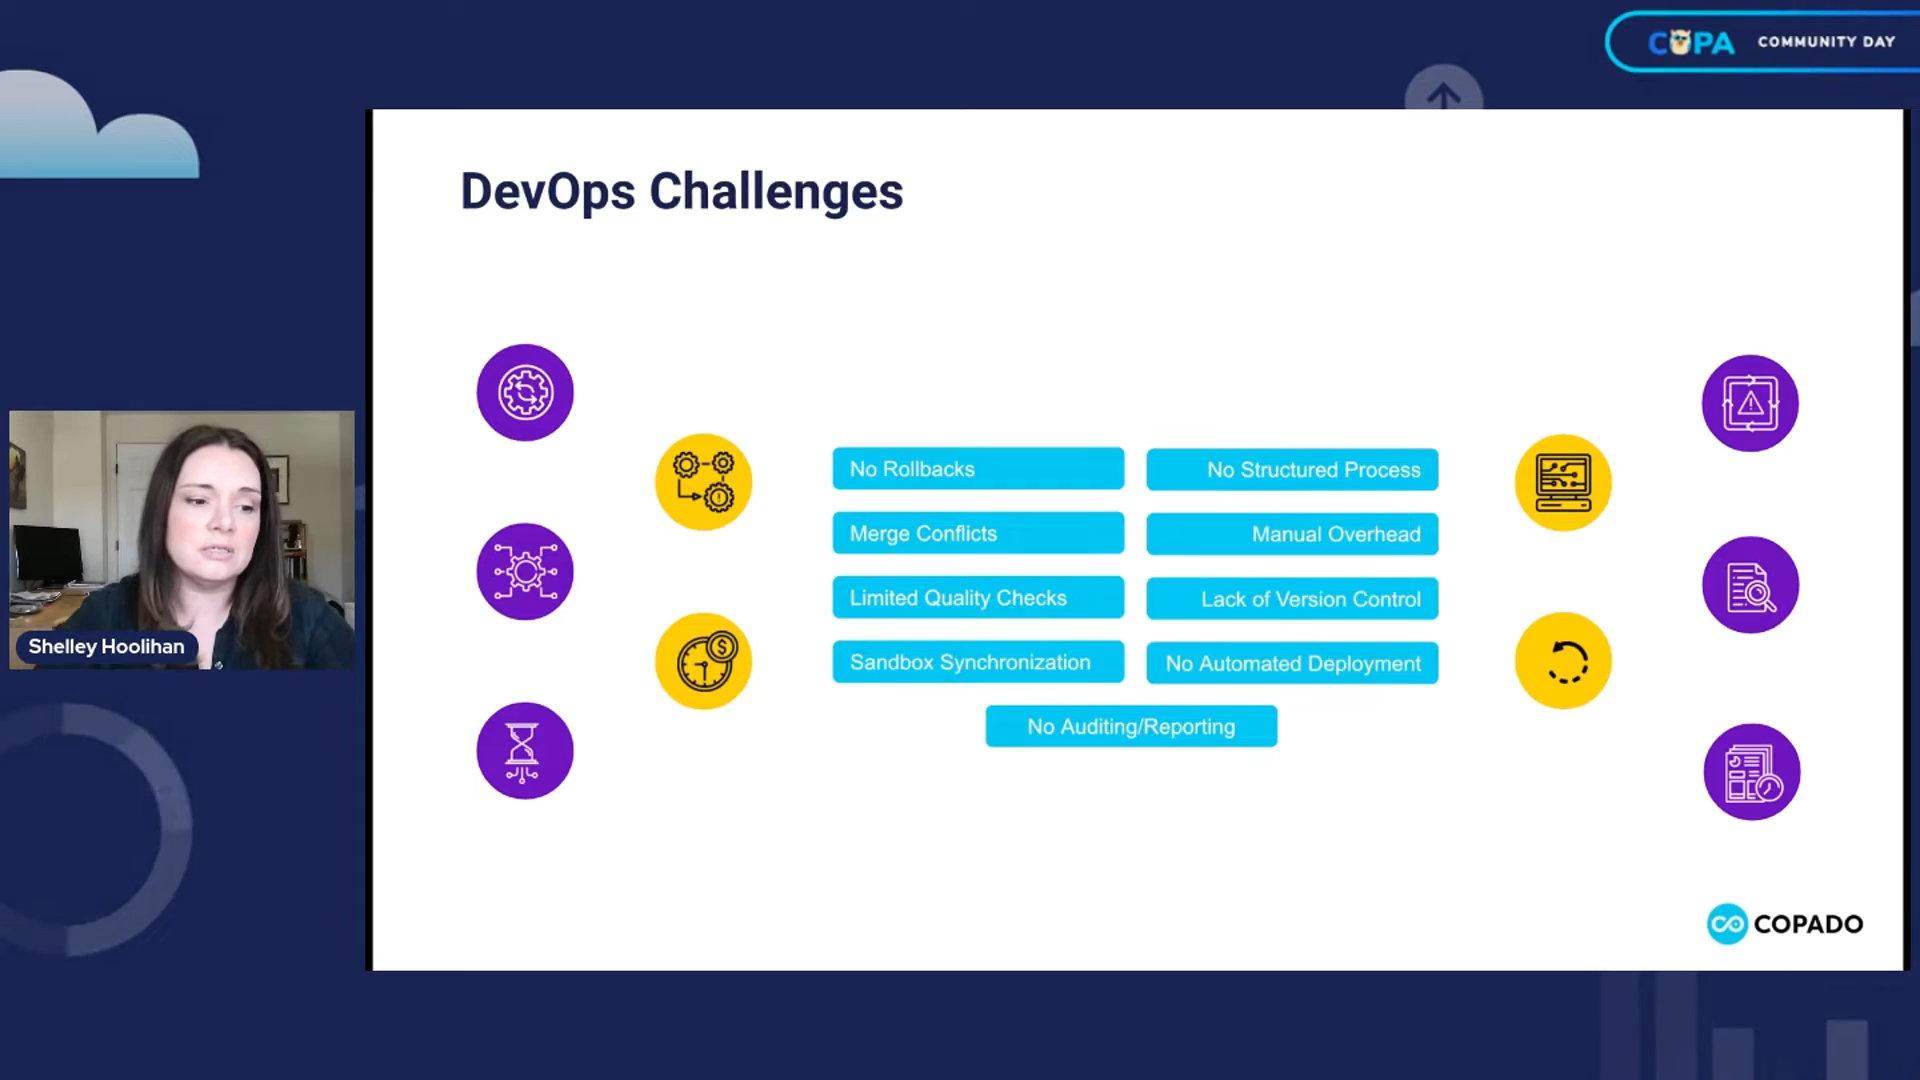 COPA COMMUNITY DAY
DevOps Challenges
No Rollbacks
No Structured Process
Merge Conflicts
Manual Overhead
Limited Quality Checks
Lack of Version Control
Sandbox Synchronization
No Automated Deployment
No Auditing/Reporting
Shelley Hoolihan
COPADO